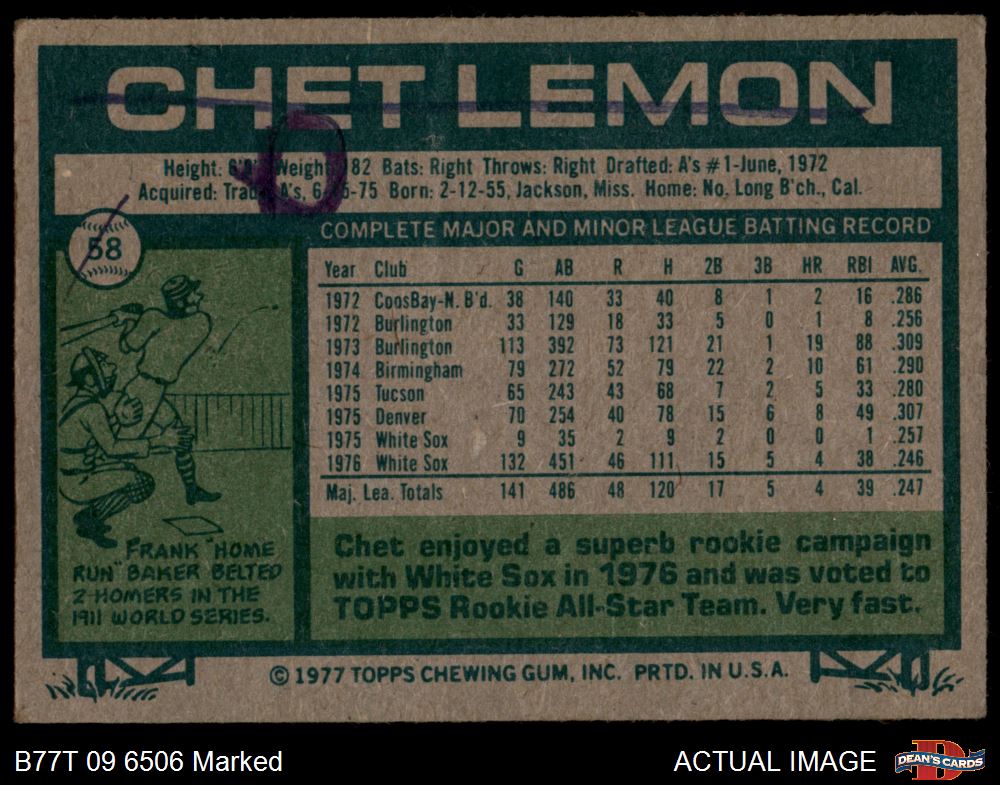 CHET LEMON
Height: 6'0" Weight: 182 Bats: Right Throws: Right Drafted: A's #1-June, 1972
Acquired: Trade A's, 6- -75 Born: 2-12-55, Jackson, Miss. Home: No. Long B'ch., Cal.
58
COMPLETE MAJOR AND MINOR LEAGUE BATTING RECORD
Year Club G AB R H 2B 3B HR RBI AVG.
1972 CoosBay-N. B'd. 38 140 33 40 8 1 2 16 .286
1972 Burlington 33 129 18 33 5 0 1 8 .256
1973 Burlington 113 392 73 121 21 1 19 88 .309
1974 Birmingham 79 272 52 79 22 2 10 61 .290
1975 Tucson 65 243 43 68 7 2 5 33 .280
1975 Denver 70 254 40 78 15 6 8 49 .307
1975 White Sox 9 35 2 9 2 0 0 1 .257
1976 White Sox 132 451 46 111 15 5 4 38 .246
Maj. Lea. Totals 141 486 48 120 17 5 4 39 .247
FRANK "HOME
RUN" BAKER BELTED
2 HOMERS IN THE
1911 WORLD SERIES.
Chet enjoyed a superb rookie campaign
with White Sox in 1976 and was voted to
TOPPS Rookie All-Star Team. Very fast.
© 1977 TOPPS CHEWING GUM, INC. PRTD. IN U.S.A.
B77T 09 6506 Marked
ACTUAL IMAGE
DEAN'S CARDS